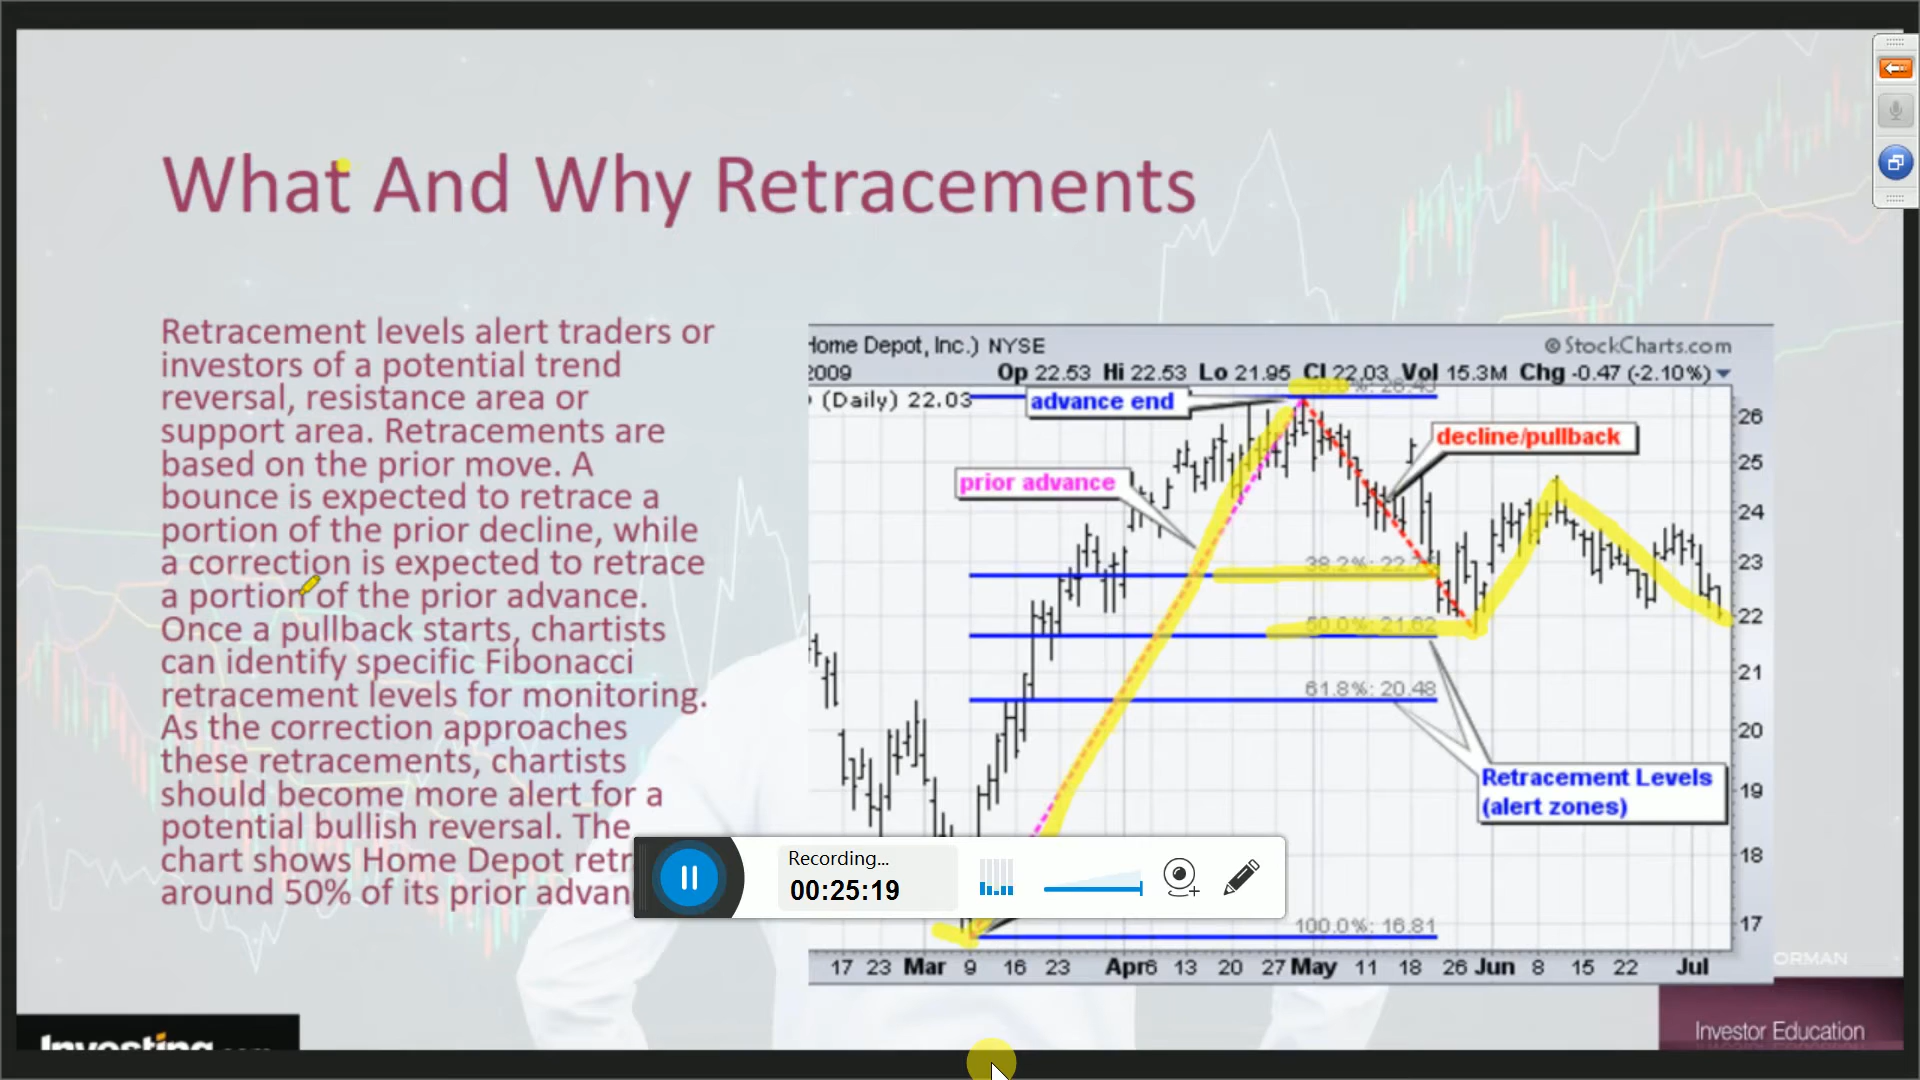 What And Why Retracements
Retracement levels alert traders or
investors of a potential trend
reversal, resistance area or
support area. Retracements are
based on the prior move. A
bounce is expected to retrace a
portion of the prior decline, while
a correction is expected to retrace
a portion of the prior advance.
Once a pullback starts, chartists
can identify specific Fibonacci
retracement levels for monitoring.
As the correction approaches
these retracements, chartists
should become more alert for a
potential bullish reversal. The
chart shows Home Depot retr
around 50% of its prior advan
Home Depot, Inc.) NYSE
© StockCharts.com
2009
Op 22.53 Hi 22.53 Lo 21.95 Cl 22.03 Vol 15.3M Chg -0.47 (-2.10%)
(Daily) 22.03
advance end
decline/pullback
prior advance
38.2%: 22.7
50.0%: 21.62
61.8%: 20.48
Retracement Levels
(alert zones)
100.0%: 16.81
26
25
24
23
22
21
20
19
18
17
17 23 Mar 9 16 23 Apr6 13 20 27 May 11 18 26 Jun 8 15 22 Jul
Recording...
00:25:19
ORMAN
Investing.com
Investor Education